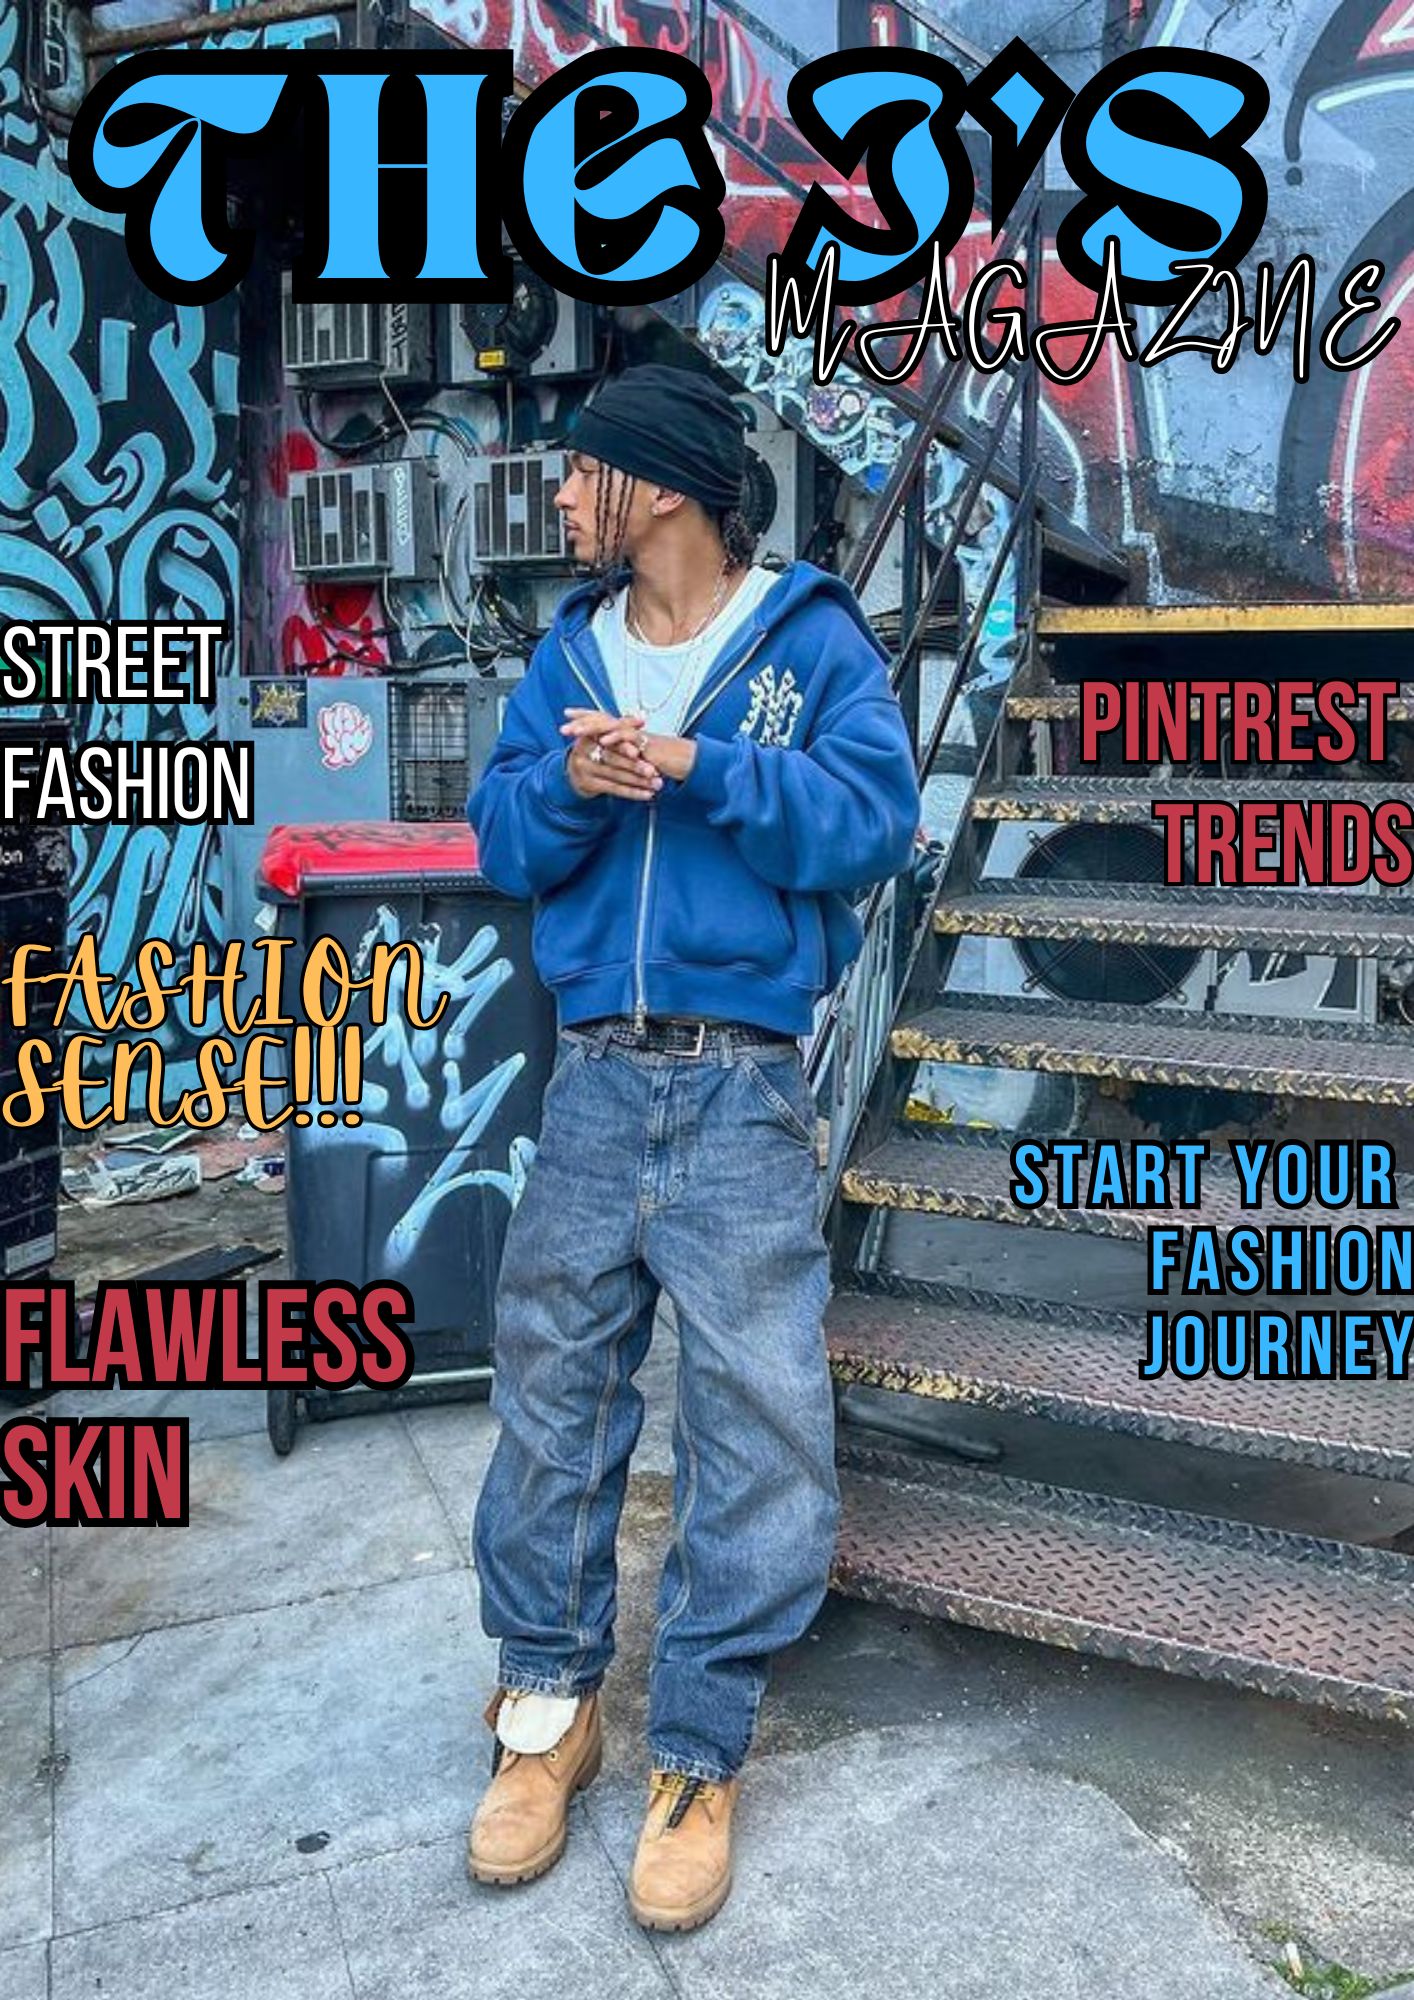 THE J'S
MAGAZINE
STREET
FASHION
PINTREST
TRENDS
FASHION
SENSE!!!
START YOUR
FASHION
JOURNEY
FLAWLESS
SKIN